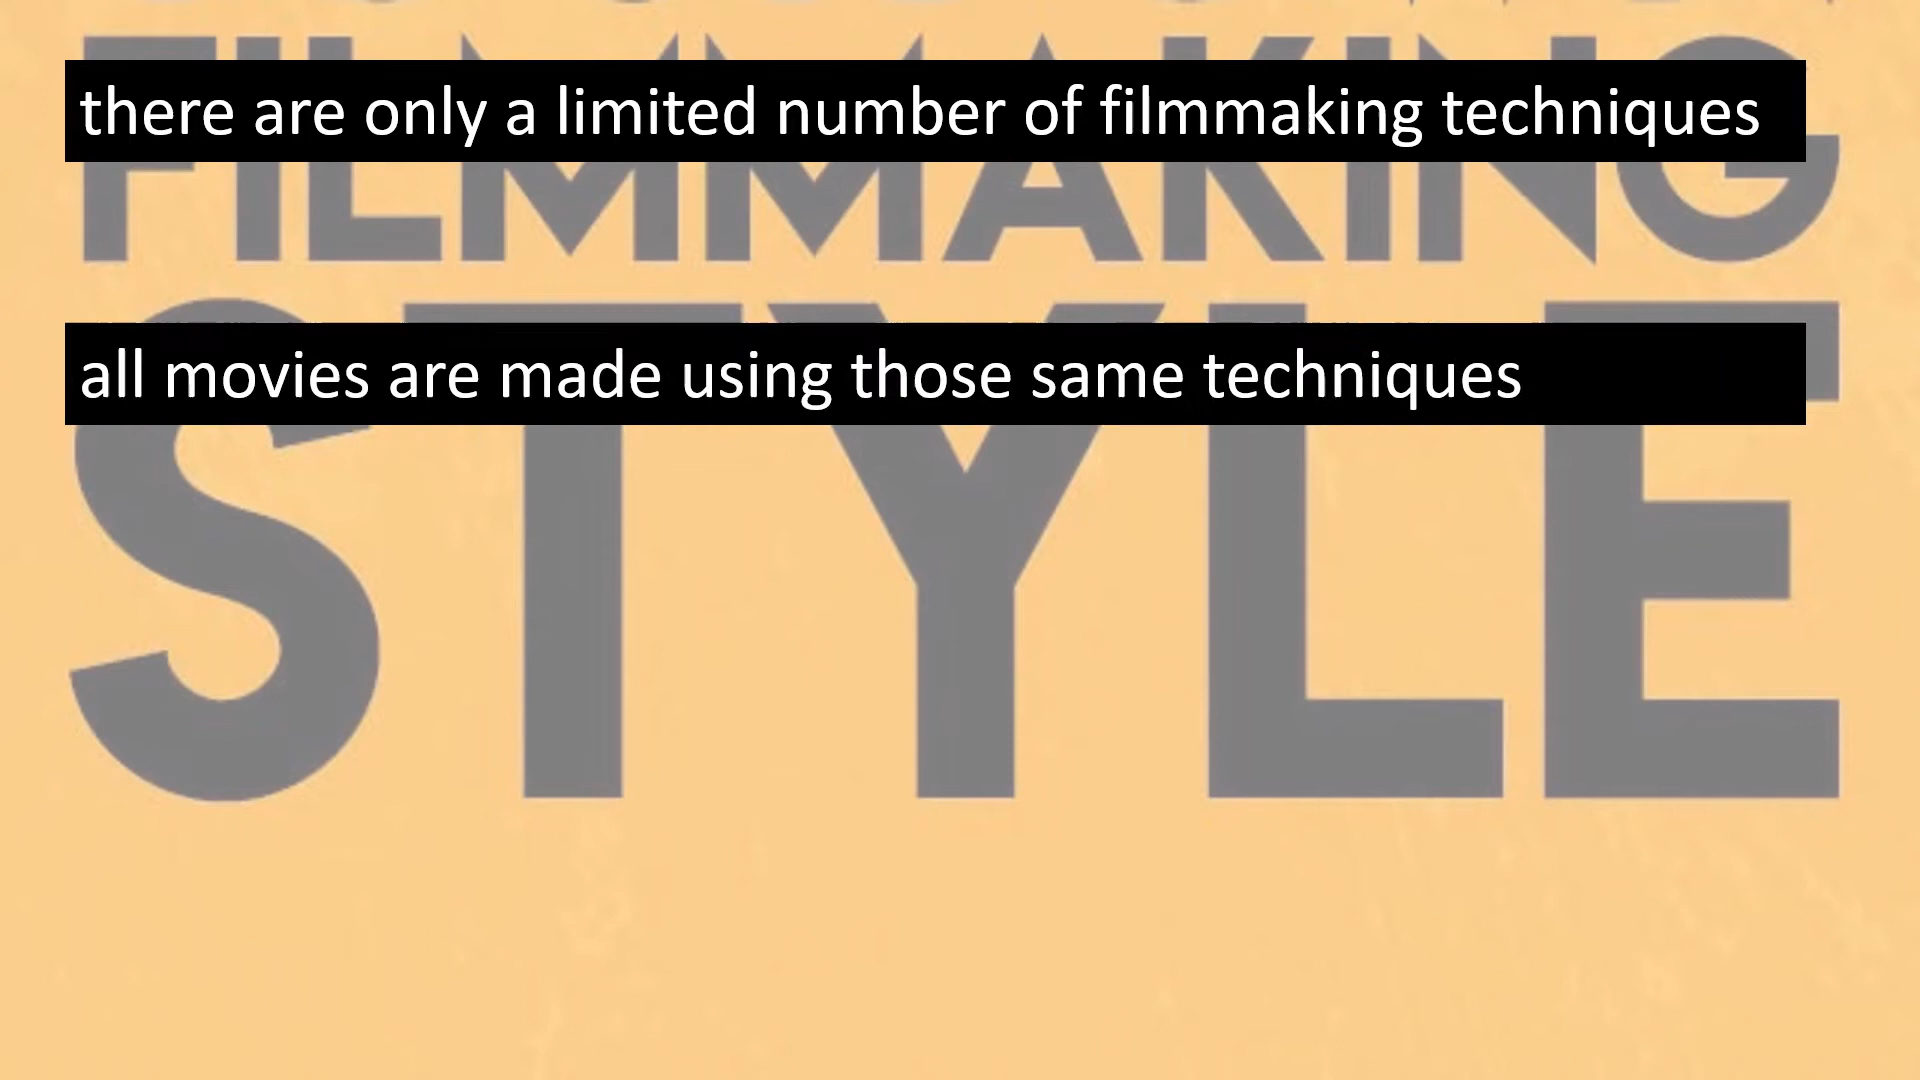 FILMMAKING
there are only a limited number of filmmaking techniques
STYLE
all movies are made using those same techniques